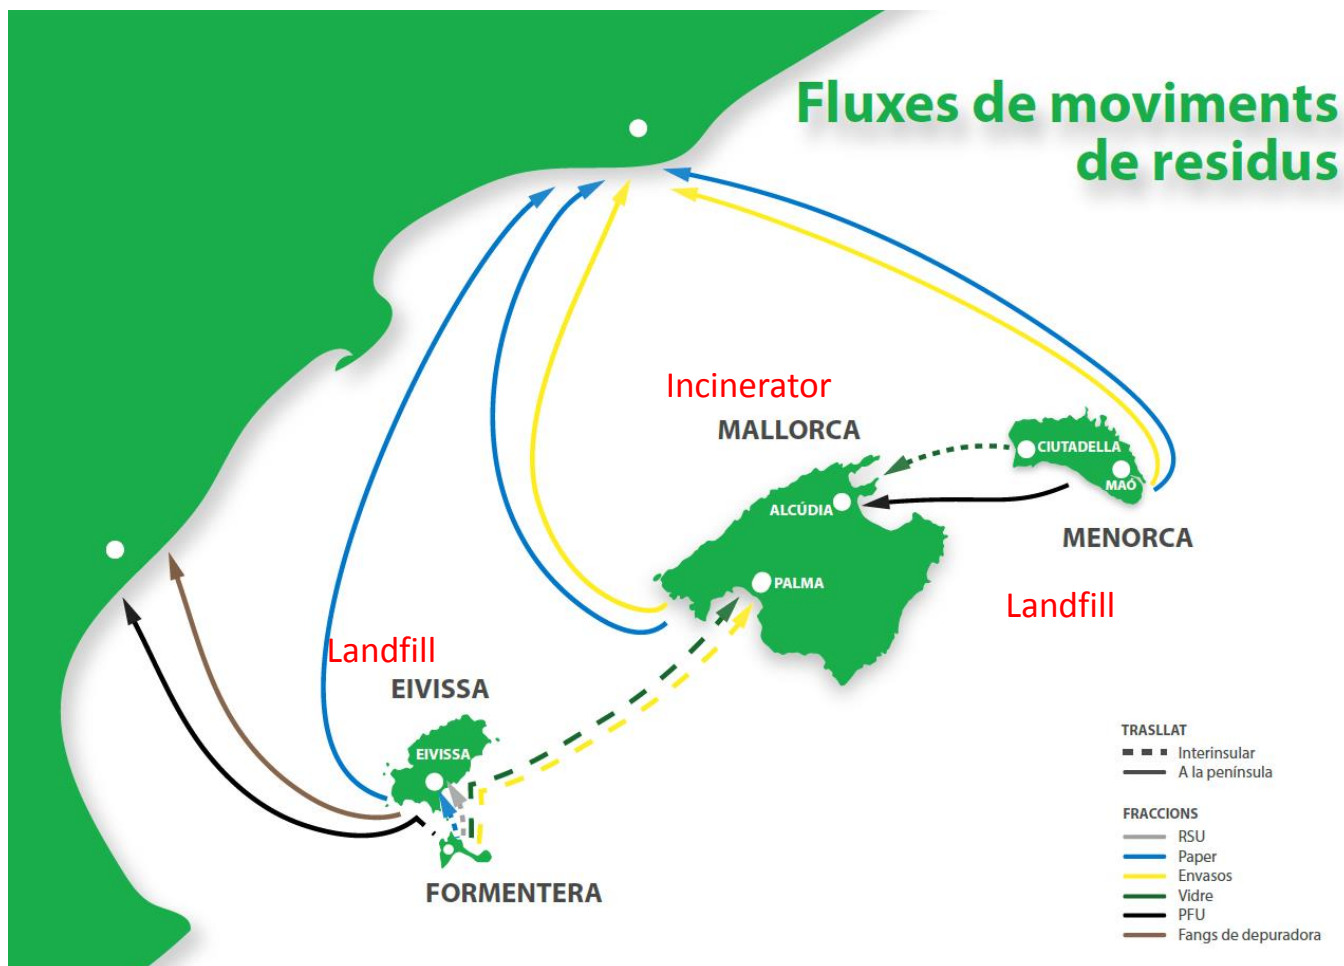 Fluxes de moviments
de residus
Incinerator
MALLORCA
CIUTADELLA
MAÓ
ALCÚDIA
MENORCA
PALMA
Landfill
Landfill
EIVISSA
EIVISSA
FORMENTERA
TRASLLAT
Interinsular
A la península
FRACCIONS
RSU
Paper
Envasos
Vidre
PFU
Fangs de depuradora